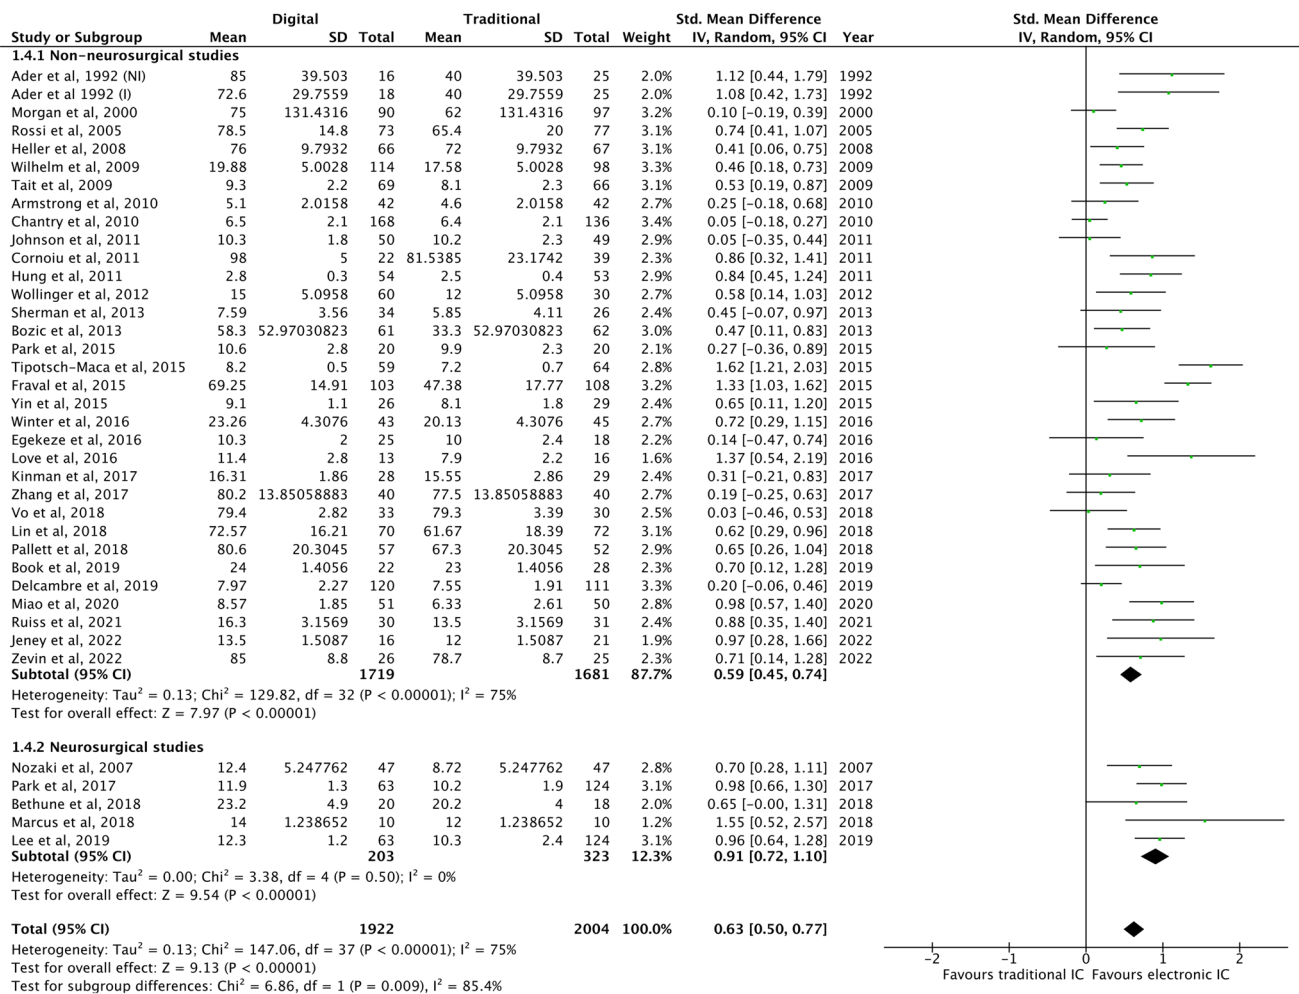 Digital Traditional Std. Mean Difference Std. Mean Difference
Study or Subgroup Mean SD Total Mean SD Total Weight IV, Random, 95% CI Year IV, Random, 95% CI
1.4.1 Non-neurosurgical studies
Ader et al, 1992 (NI) 85 39.503 16 40 39.503 25 2.0% 1.12 [0.44, 1.79] 1992
Ader et al 1992 (I) 72.6 29.7559 18 40 29.7559 25 2.0% 1.08 [0.42, 1.73] 1992
Morgan et al, 2000 75 131.4316 90 62 131.4316 97 3.2% 0.10 [−0.19, 0.39] 2000
Rossi et al, 2005 78.5 14.8 73 65.4 20 77 3.1% 0.74 [0.41, 1.07] 2005
Heller et al, 2008 76 9.7932 66 72 9.7932 67 3.1% 0.41 [0.06, 0.75] 2008
Wilhelm et al, 2009 19.88 5.0028 114 17.58 5.0028 98 3.3% 0.46 [0.18, 0.73] 2009
Tait et al, 2009 9.3 2.2 69 8.1 2.3 66 3.1% 0.53 [0.19, 0.87] 2009
Armstrong et al, 2010 5.1 2.0158 42 4.6 2.0158 42 2.8% 0.25 [−0.18, 0.68] 2010
Chantry et al, 2010 6.5 2.1 168 6.4 2.1 136 3.4% 0.05 [−0.18, 0.27] 2010
Johnson et al, 2011 10.3 1.8 50 10.2 2.3 49 2.9% 0.05 [−0.35, 0.44] 2011
Cornoiu et al, 2011 98 5 22 81.5385 23.1742 39 2.3% 0.86 [0.32, 1.41] 2011
Hung et al, 2011 2.8 0.3 54 2.5 0.4 53 2.9% 0.84 [0.45, 1.24] 2011
Wollinger et al, 2012 15 5.0958 60 12 5.0958 30 2.7% 0.58 [0.14, 1.03] 2012
Sherman et al, 2013 7.59 3.56 34 5.85 4.11 26 2.4% 0.45 [−0.07, 0.97] 2013
Bozic et al, 2013 58.3 52.97030823 61 33.3 52.97030823 62 3.0% 0.47 [0.11, 0.83] 2013
Park et al, 2015 10.6 2.8 20 9.9 2.3 20 2.1% 0.27 [−0.36, 0.89] 2015
Tipotsch-Maca et al, 2015 8.2 0.5 59 7.2 0.7 64 2.8% 1.62 [1.21, 2.03] 2015
Fraval et al, 2015 69.25 14.91 103 47.38 17.77 108 3.2% 1.33 [1.03, 1.62] 2015
Yin et al, 2015 9.1 1.1 26 8.1 1.8 29 2.4% 0.65 [0.11, 1.20] 2015
Winter et al, 2016 23.26 4.3076 43 20.13 4.3076 45 2.8% 0.72 [0.29, 1.15] 2016
Egekeze et al, 2016 10.3 2 25 10 2.4 18 2.2% 0.14 [−0.47, 0.74] 2016
Love et al, 2016 11.4 2.8 13 7.9 2.2 16 1.6% 1.37 [0.54, 2.19] 2016
Kinman et al, 2017 16.31 1.86 28 15.55 2.86 29 2.4% 0.31 [−0.21, 0.83] 2017
Zhang et al, 2017 80.2 13.85058883 40 77.5 13.85058883 40 2.7% 0.19 [−0.25, 0.63] 2017
Vo et al, 2018 79.4 2.82 33 79.3 3.39 30 2.5% 0.03 [−0.46, 0.53] 2018
Lin et al, 2018 72.57 16.21 70 61.67 18.39 72 3.1% 0.62 [0.29, 0.96] 2018
Pallett et al, 2018 80.6 20.3045 57 67.3 20.3045 52 2.9% 0.65 [0.26, 1.04] 2018
Book et al, 2019 24 1.4056 22 23 1.4056 28 2.2% 0.70 [0.12, 1.28] 2019
Delcambre et al, 2019 7.97 2.27 120 7.55 1.91 111 3.3% 0.20 [−0.06, 0.46] 2019
Miao et al, 2020 8.57 1.85 51 6.33 2.61 50 2.8% 0.98 [0.57, 1.40] 2020
Ruiss et al, 2021 16.3 3.1569 30 13.5 3.1569 31 2.4% 0.88 [0.35, 1.40] 2021
Jeney et al, 2022 13.5 1.5087 16 12 1.5087 21 1.9% 0.97 [0.28, 1.66] 2022
Zevin et al, 2022 85 8.8 26 78.7 8.7 25 2.3% 0.71 [0.14, 1.28] 2022
Subtotal (95% CI) 1719 1681 87.7% 0.59 [0.45, 0.74]
Heterogeneity: Tau² = 0.13; Chi² = 129.82, df = 32 (P < 0.00001); I² = 75%
Test for overall effect: Z = 7.97 (P < 0.00001)
1.4.2 Neurosurgical studies
Nozaki et al, 2007 12.4 5.247762 47 8.72 5.247762 47 2.8% 0.70 [0.28, 1.11] 2007
Park et al, 2017 11.9 1.3 63 10.2 1.9 124 3.1% 0.98 [0.66, 1.30] 2017
Bethune et al, 2018 23.2 4.9 20 20.2 4 18 2.0% 0.65 [−0.00, 1.31] 2018
Marcus et al, 2018 14 1.238652 10 12 1.238652 10 1.2% 1.55 [0.52, 2.57] 2018
Lee et al, 2019 12.3 1.2 63 10.3 2.4 124 3.1% 0.96 [0.64, 1.28] 2019
Subtotal (95% CI) 203 323 12.3% 0.91 [0.72, 1.10]
Heterogeneity: Tau² = 0.00; Chi² = 3.38, df = 4 (P = 0.50); I² = 0%
Test for overall effect: Z = 9.54 (P < 0.00001)
Total (95% CI) 1922 2004 100.0% 0.63 [0.50, 0.77]
Heterogeneity: Tau² = 0.13; Chi² = 147.06, df = 37 (P < 0.00001); I² = 75%
Test for overall effect: Z = 9.13 (P < 0.00001)
Test for subgroup differences: Chi² = 6.86, df = 1 (P = 0.009), I² = 85.4%
−2 −1 0 1 2
Favours traditional IC Favours electronic IC